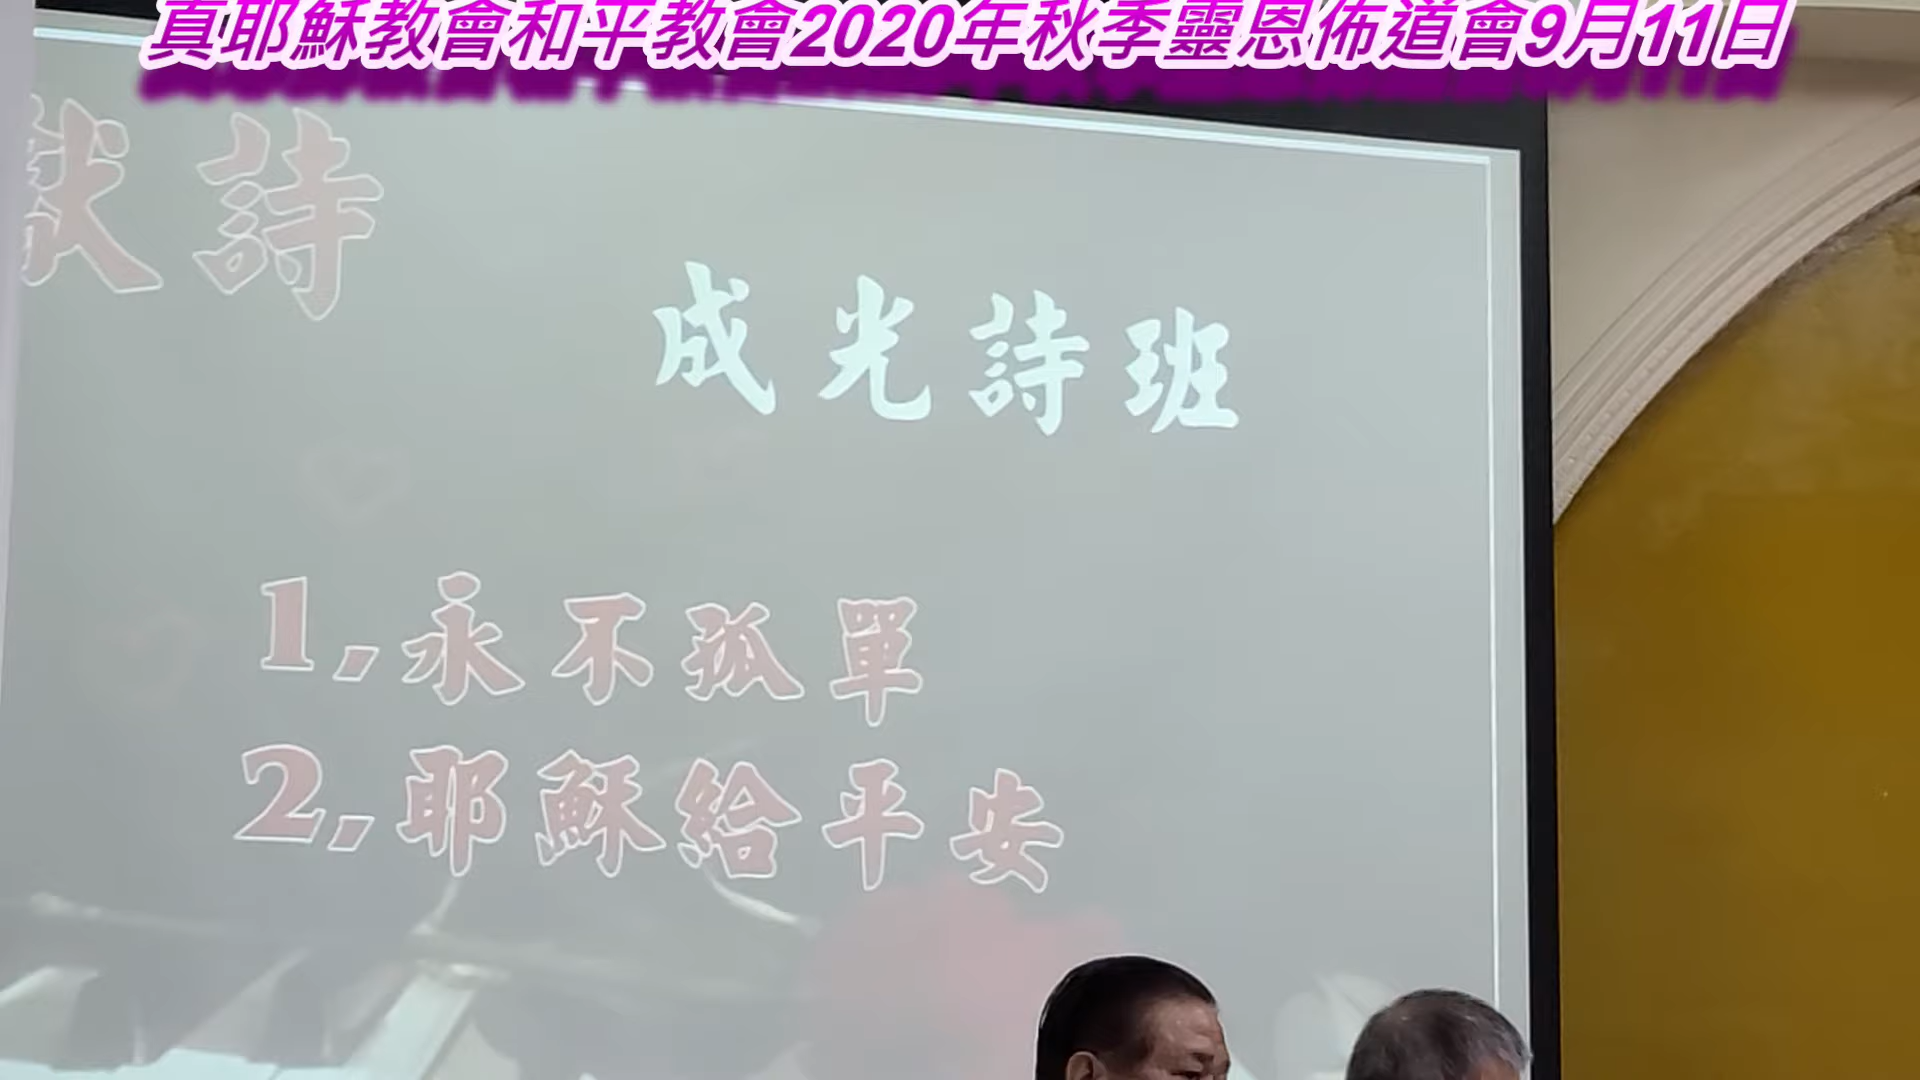 真耶穌教會和平教會2020年秋季靈恩佈道會9月11日
獻詩
成光詩班
1,永不孤單
2,耶穌給平安